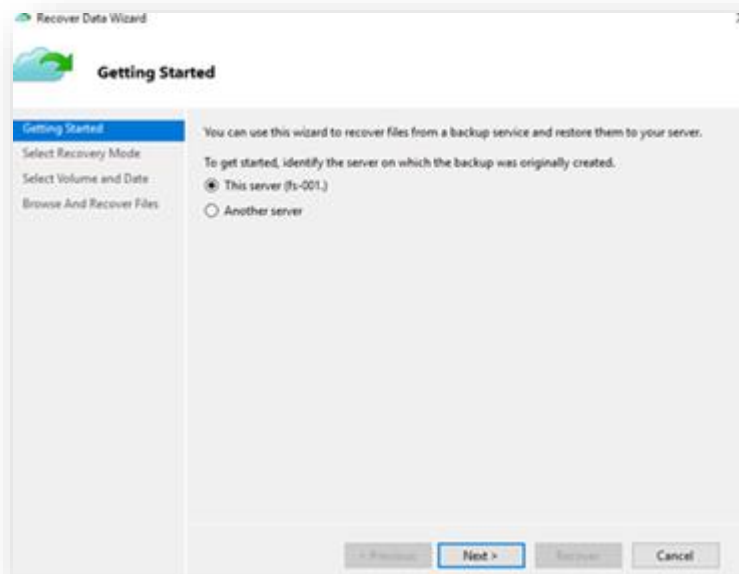 Recover Data Wizard
Getting Started
Getting Started
Select Recovery Mode
Select Volume and Date
Browse And Recover Files
You can use this wizard to recover files from a backup service and restore them to your server.
To get started, identify the server on which the backup was originally created.
This server (fs-001.)
Another server
< Previous
Next >
Recover
Cancel